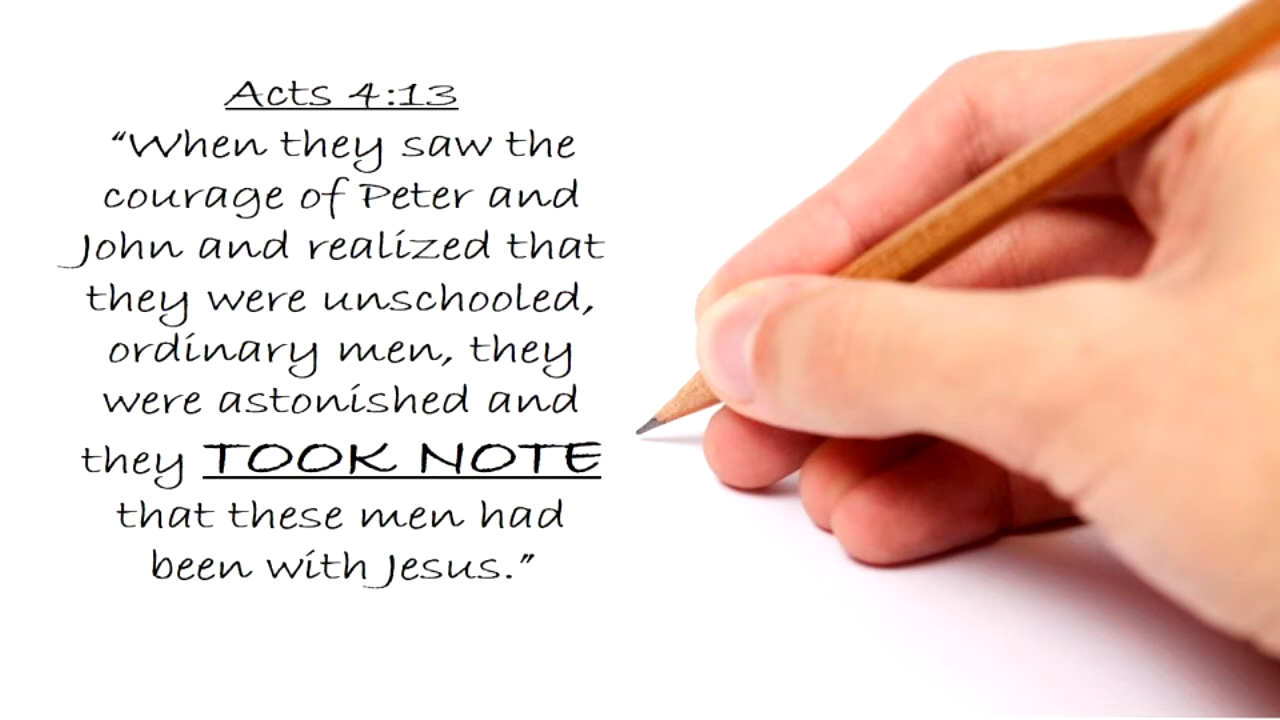 Acts 4:13
“When they saw the
courage of Peter and
John and realized that
they were unschooled,
ordinary men, they
were astonished and
they TOOK NOTE
that these men had
been with Jesus.”